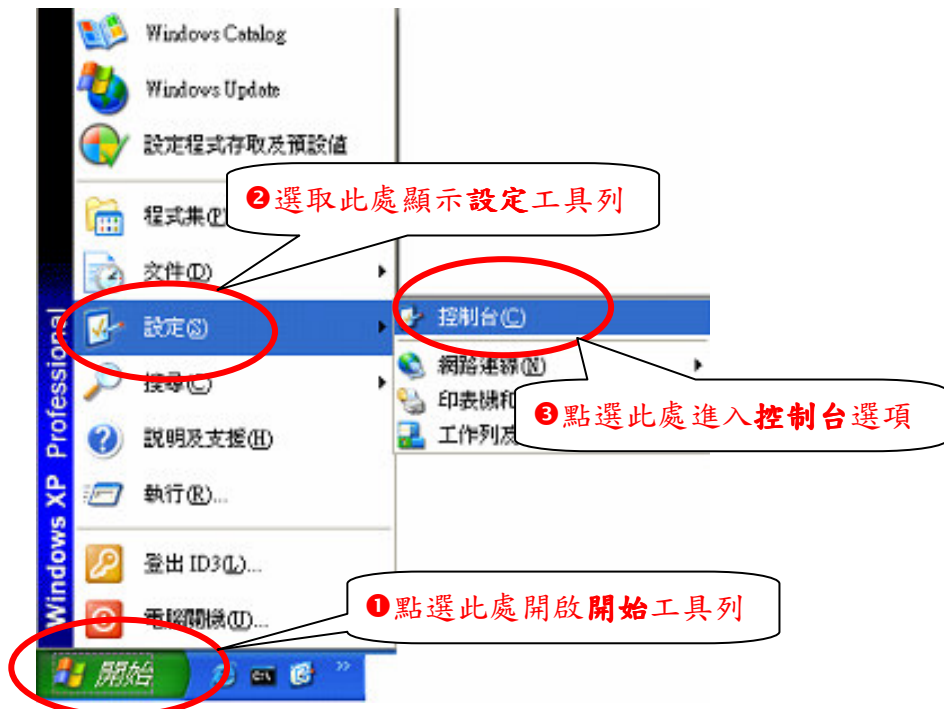 Windows Catalog
Windows Update
設定程式存取及預設值
❷選取此處顯示設定工具列
程式集(P)
文件(D)
設定(S)
控制台(C)
搜尋(C)
網路連線(N)
印表機和
❸點選此處進入控制台選項
說明及支援(H)
工作列及
執行(R)...
登出 ID3(L)...
❶點選此處開啟開始工具列
電腦關機(U)...
Windows XP Professional
開始